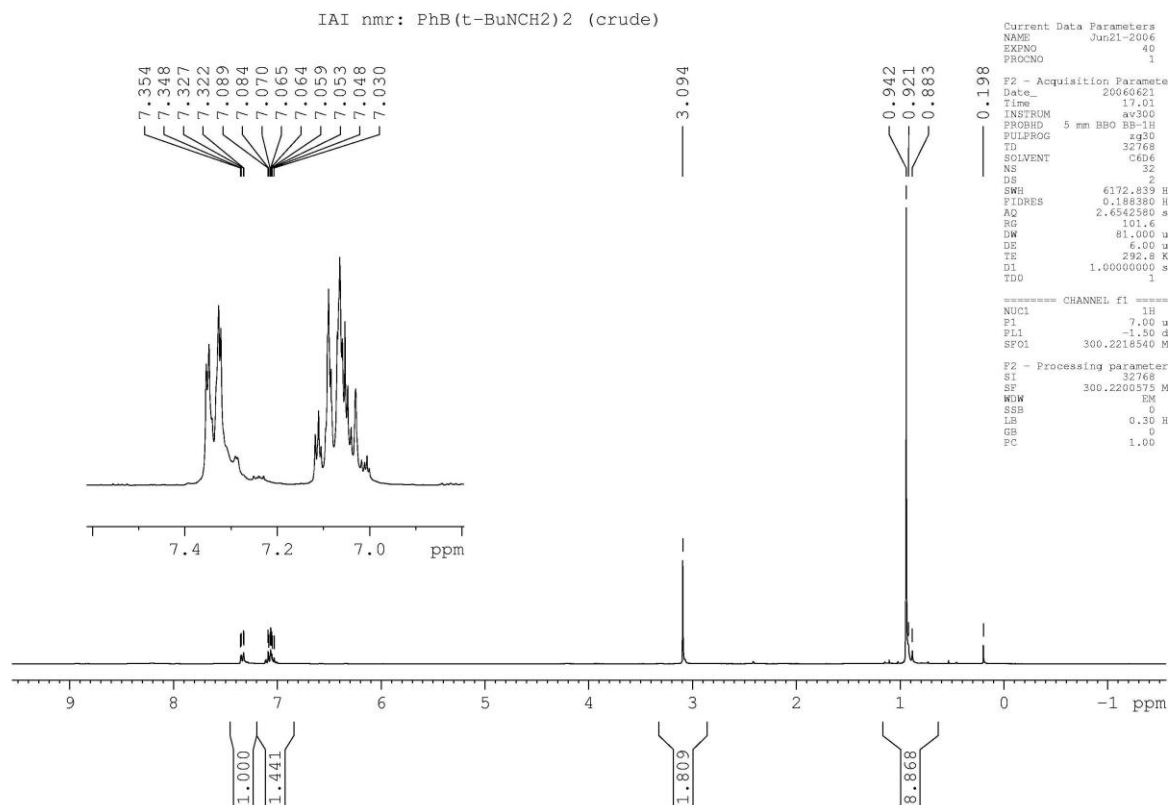 IAI nmr: PhB(t-BuNCH2)2 (crude)
7.354
7.348
7.327
7.322
7.089
7.084
7.070
7.065
7.064
7.059
7.053
7.048
7.030
3.094
0.942
0.921
0.883
0.198
Current Data Parameters
NAME Jun21-2006
EXPNO 40
PROCNO 1
F2 - Acquisition Paramete
Date_ 20060621
Time 17.01
INSTRUM av300
PROBHD 5 mm BBO BB-1H
PULPROG zg30
TD 32768
SOLVENT C6D6
NS 32
DS 2
SWH 6172.839 H
FIDRES 0.188380 H
AQ 2.6542580 s
RG 101.6
DW 81.000 u
DE 6.00 u
TE 292.8 K
D1 1.00000000 s
TD0 1
======== CHANNEL f1 =====
NUC1 1H
P1 7.00 u
PL1 -1.50 d
SFO1 300.2218540 M
F2 - Processing parameter
SI 32768
SF 300.2200575 M
WDW EM
SSB 0
LB 0.30 H
GB 0
PC 1.00
7.4 7.2 7.0 ppm
9 8 7 6 5 4 3 2 1 0 -1 ppm
1.000
1.441
1.809
8.868